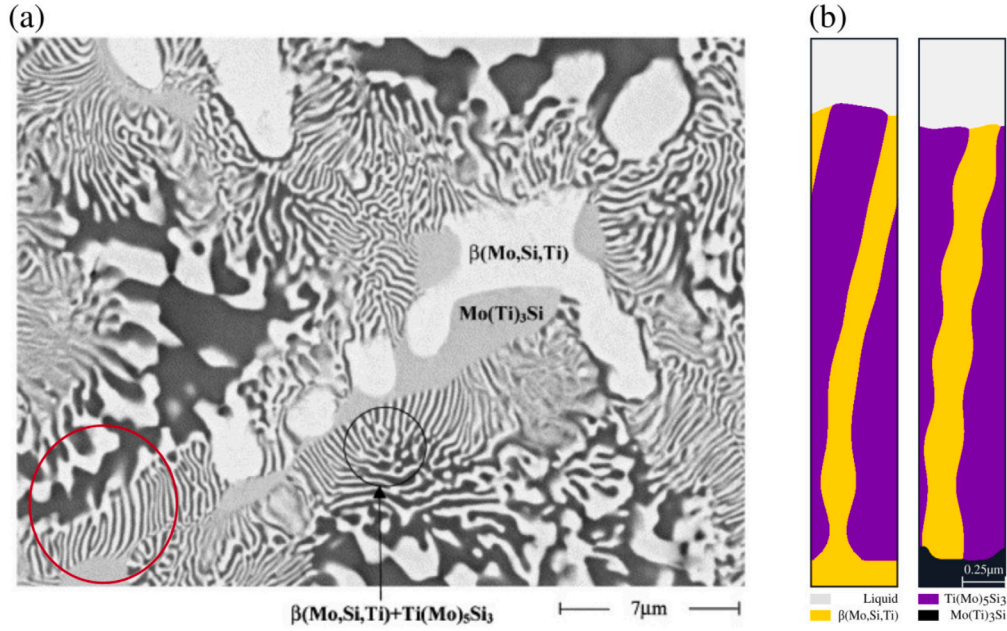 (a)
β(Mo,Si,Ti)
Mo(Ti)₃Si
β(Mo,Si,Ti)+Ti(Mo)₅Si₃
7μm
(b)
0.25μm
Liquid
Ti(Mo)₅Si₃
β(Mo,Si,Ti)
Mo(Ti)₃Si